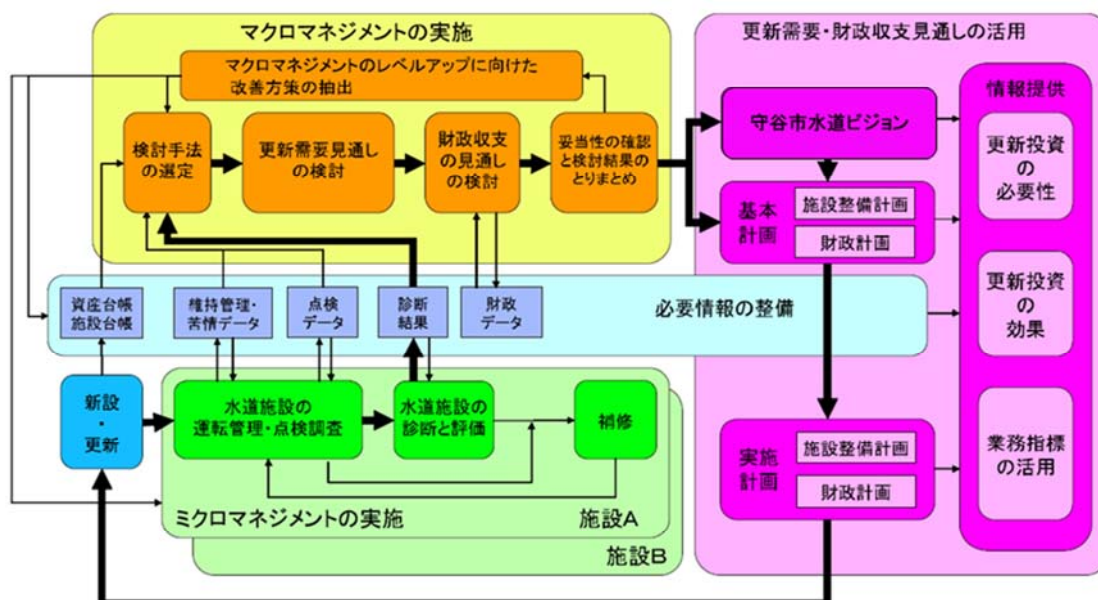 マクロマネジメントの実施
マクロマネジメントのレベルアップに向けた
改善方策の抽出
検討手法
の選定
更新需要見通し
の検討
財政収支
の見通し
の検討
妥当性の確認
と検討結果の
とりまとめ
更新需要・財政収支見通しの活用
守谷市水道ビジョン
基本
計画
施設整備計画
財政計画
実施
計画
施設整備計画
財政計画
情報提供
更新投資
の
必要性
更新投資
の
効果
業務指標
の活用
資産台帳
施設台帳
維持管理・
苦情データ
点検
データ
診断
結果
財政
データ
必要情報の整備
新設
・
更新
水道施設の
運転管理・点検調査
水道施設の
診断と評価
補修
ミクロマネジメントの実施
施設A
施設B